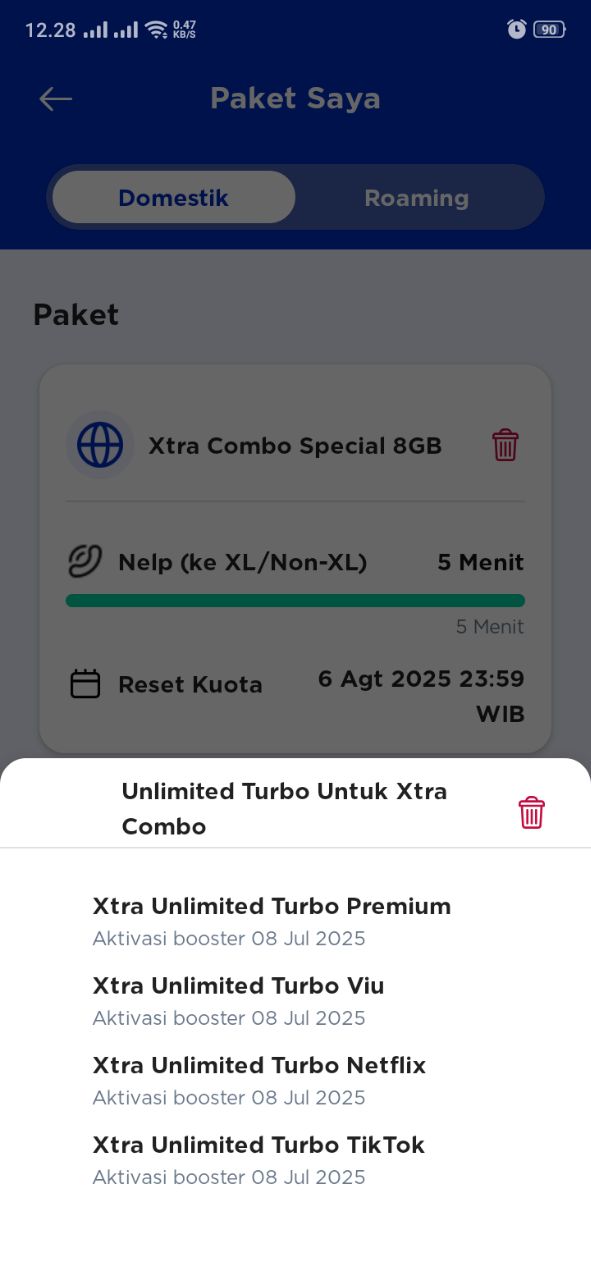 12.28
0.47
KB/S
90
Paket Saya
Domestik
Roaming
Paket
Xtra Combo Special 8GB
Nelp (ke XL/Non-XL)
5 Menit
5 Menit
Reset Kuota
6 Agt 2025 23:59
WIB
Unlimited Turbo Untuk Xtra
Combo
Xtra Unlimited Turbo Premium
Aktivasi booster 08 Jul 2025
Xtra Unlimited Turbo Viu
Aktivasi booster 08 Jul 2025
Xtra Unlimited Turbo Netflix
Aktivasi booster 08 Jul 2025
Xtra Unlimited Turbo TikTok
Aktivasi booster 08 Jul 2025